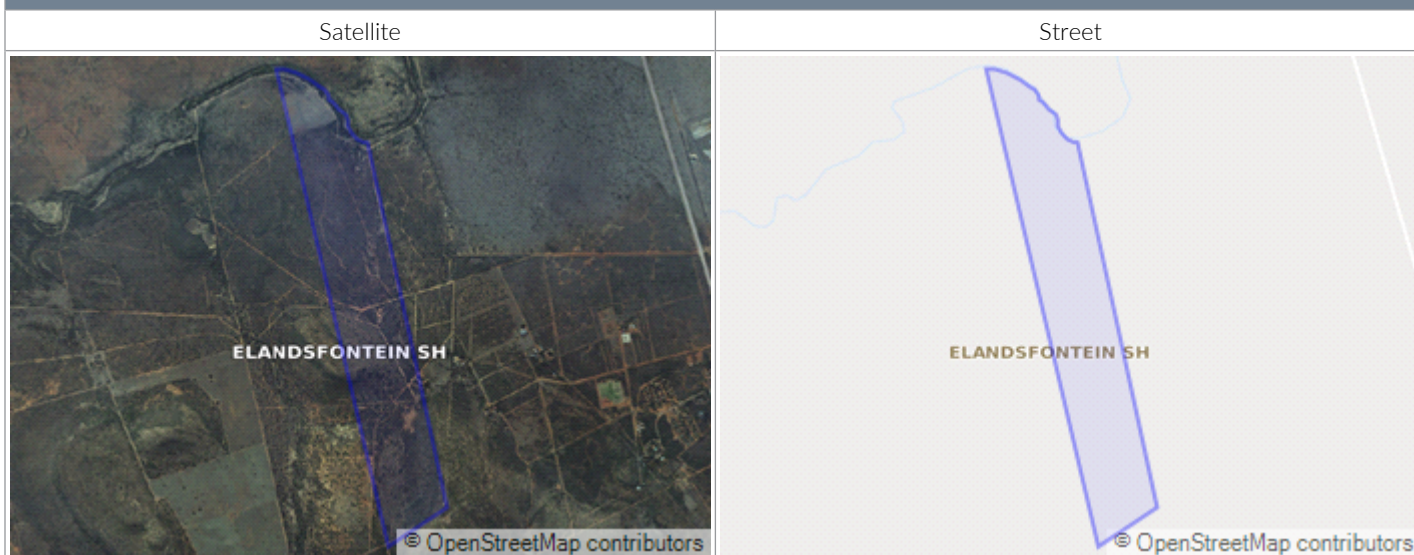 Satellite
Street
ELANDSFONTEIN SH
ELANDSFONTEIN SH
© OpenStreetMap contributors
© OpenStreetMap contributors